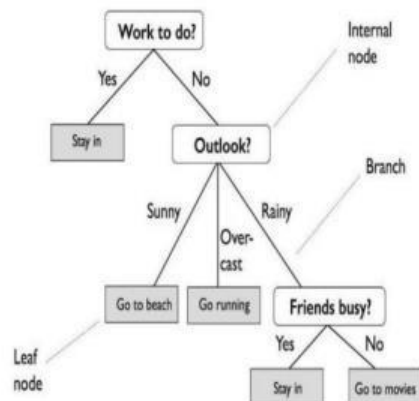 Work to do?
Internal
node
Yes
No
Stay in
Outlook?
Branch
Sunny
Over-
cast
Rainy
Go to beach
Go running
Friends busy?
Leaf
node
Yes
No
Stay in
Go to movies